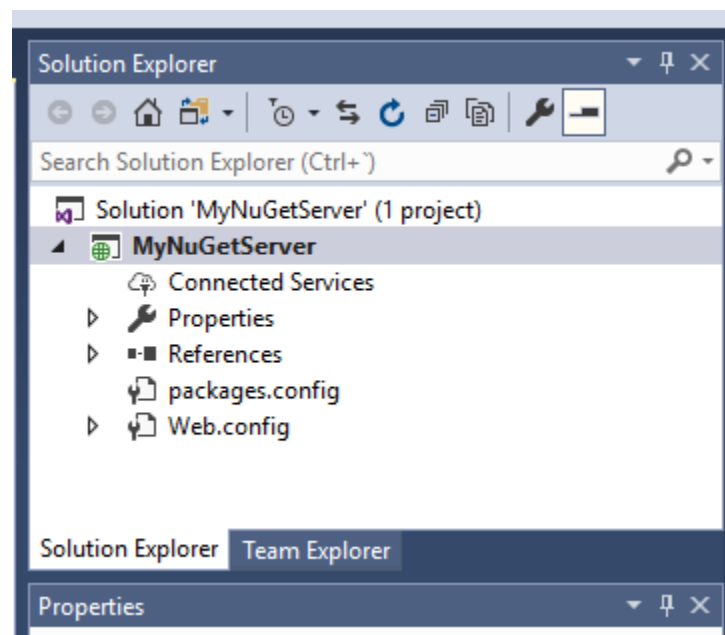 Solution Explorer
Search Solution Explorer (Ctrl+`)
Solution 'MyNuGetServer' (1 project)
MyNuGetServer
Connected Services
Properties
References
packages.config
Web.config
Solution Explorer Team Explorer
Properties